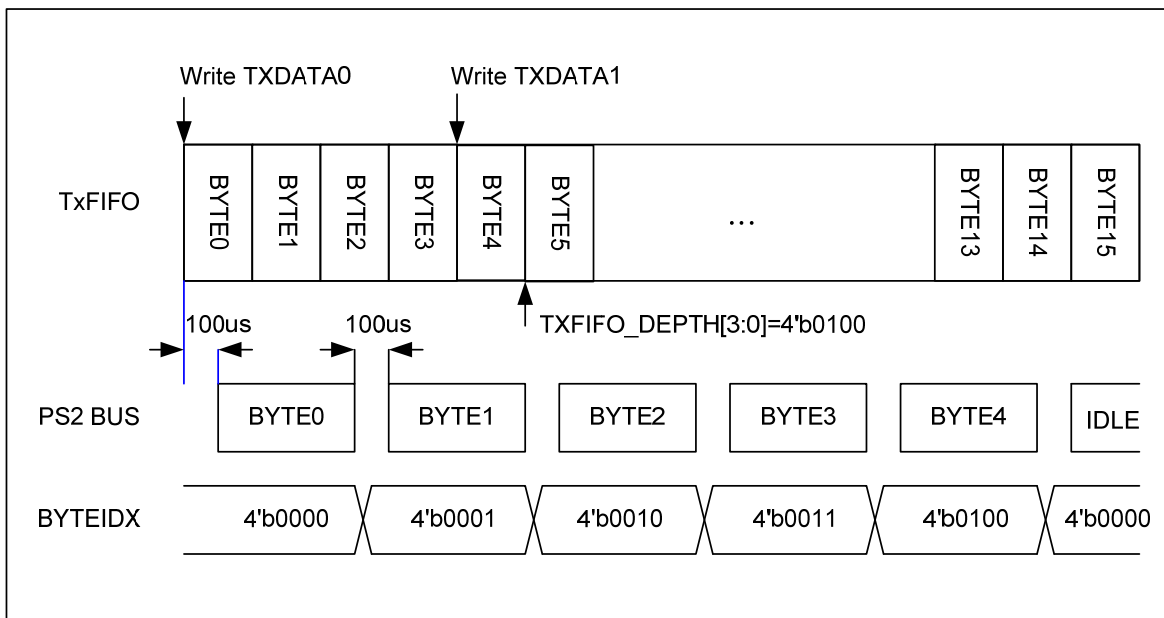 Write TXDATA0 Write TXDATA1
TxFIFO BYTE0 BYTE1 BYTE2 BYTE3 BYTE4 BYTE5 ... BYTE13 BYTE14 BYTE15
100us 100us TXFIFO_DEPTH[3:0]=4'b0100
PS2 BUS BYTE0 BYTE1 BYTE2 BYTE3 BYTE4 IDLE
BYTEIDX 4'b0000 4'b0001 4'b0010 4'b0011 4'b0100 4'b0000